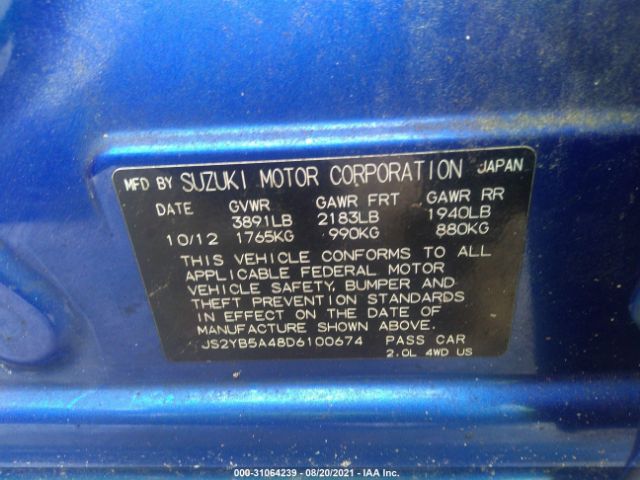 MFD BY SUZUKI MOTOR CORPORATION JAPAN
DATE GVWR GAWR FRT GAWR RR
3891LB 2183LB 1940LB
10/12 1765KG 990KG 880KG
THIS VEHICLE CONFORMS TO ALL
APPLICABLE FEDERAL MOTOR
VEHICLE SAFETY, BUMPER AND
THEFT PREVENTION STANDARDS
IN EFFECT ON THE DATE OF
MANUFACTURE SHOWN ABOVE.
JS2YB5A48D6100674 PASS CAR
2.0L 4WD US
000-31064239 - 08/20/2021 - IAA Inc.